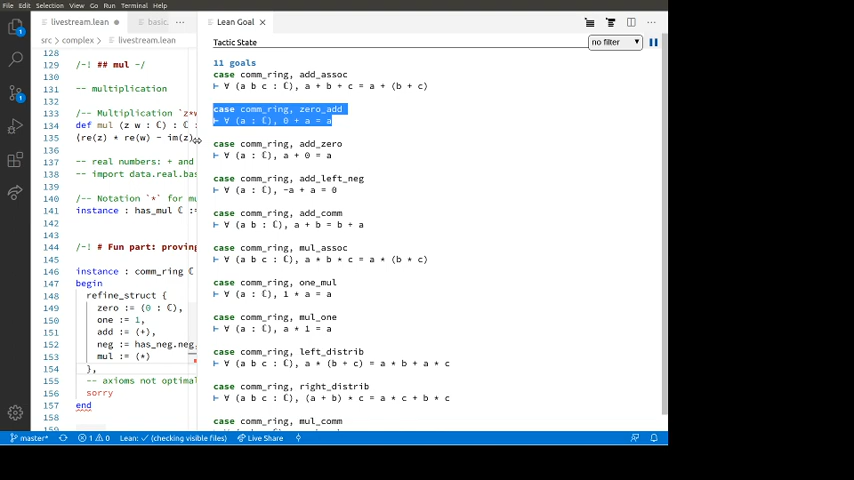 File Edit Selection View Go Run Terminal Help
livestream.lean ● basic. ···
Lean Goal ×
src > complex > livestream.lean
Tactic State
no filter
128
129 /-! ## mul -/
130
131 -- multiplication
132
133 /-- Multiplication `z*w
134 def mul (z w : ℂ) : ℂ :
135 ⟨re(z) * re(w) - im(z)
136
137 -- real numbers: + and
138 -- import data.real.bas
139
140 /-- Notation `*` for mu
141 instance : has_mul ℂ :=
142
143
144 /-! # Fun part: proving
145
146 instance : comm_ring ℂ
147 begin
148 refine_struct {
149 zero := (0 : ℂ),
150 one := 1,
151 add := (+),
152 neg := has_neg.neg,
153 mul := (*)
154 },
155 -- axioms not optimal
156 sorry
157 end
158
159
11 goals
case comm_ring, add_assoc
⊢ ∀ (a b c : ℂ), a + b + c = a + (b + c)
case comm_ring, zero_add
⊢ ∀ (a : ℂ), 0 + a = a
case comm_ring, add_zero
⊢ ∀ (a : ℂ), a + 0 = a
case comm_ring, add_left_neg
⊢ ∀ (a : ℂ), -a + a = 0
case comm_ring, add_comm
⊢ ∀ (a b : ℂ), a + b = b + a
case comm_ring, mul_assoc
⊢ ∀ (a b c : ℂ), a * b * c = a * (b * c)
case comm_ring, one_mul
⊢ ∀ (a : ℂ), 1 * a = a
case comm_ring, mul_one
⊢ ∀ (a : ℂ), a * 1 = a
case comm_ring, left_distrib
⊢ ∀ (a b c : ℂ), a * (b + c) = a * b + a * c
case comm_ring, right_distrib
⊢ ∀ (a b c : ℂ), (a + b) * c = a * c + b * c
case comm_ring, mul_comm
1
1
master* 1 0 Lean: ✓ (checking visible files) Live Share